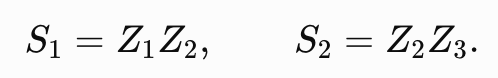 S₁ = Z₁Z₂, S₂ = Z₂Z₃.